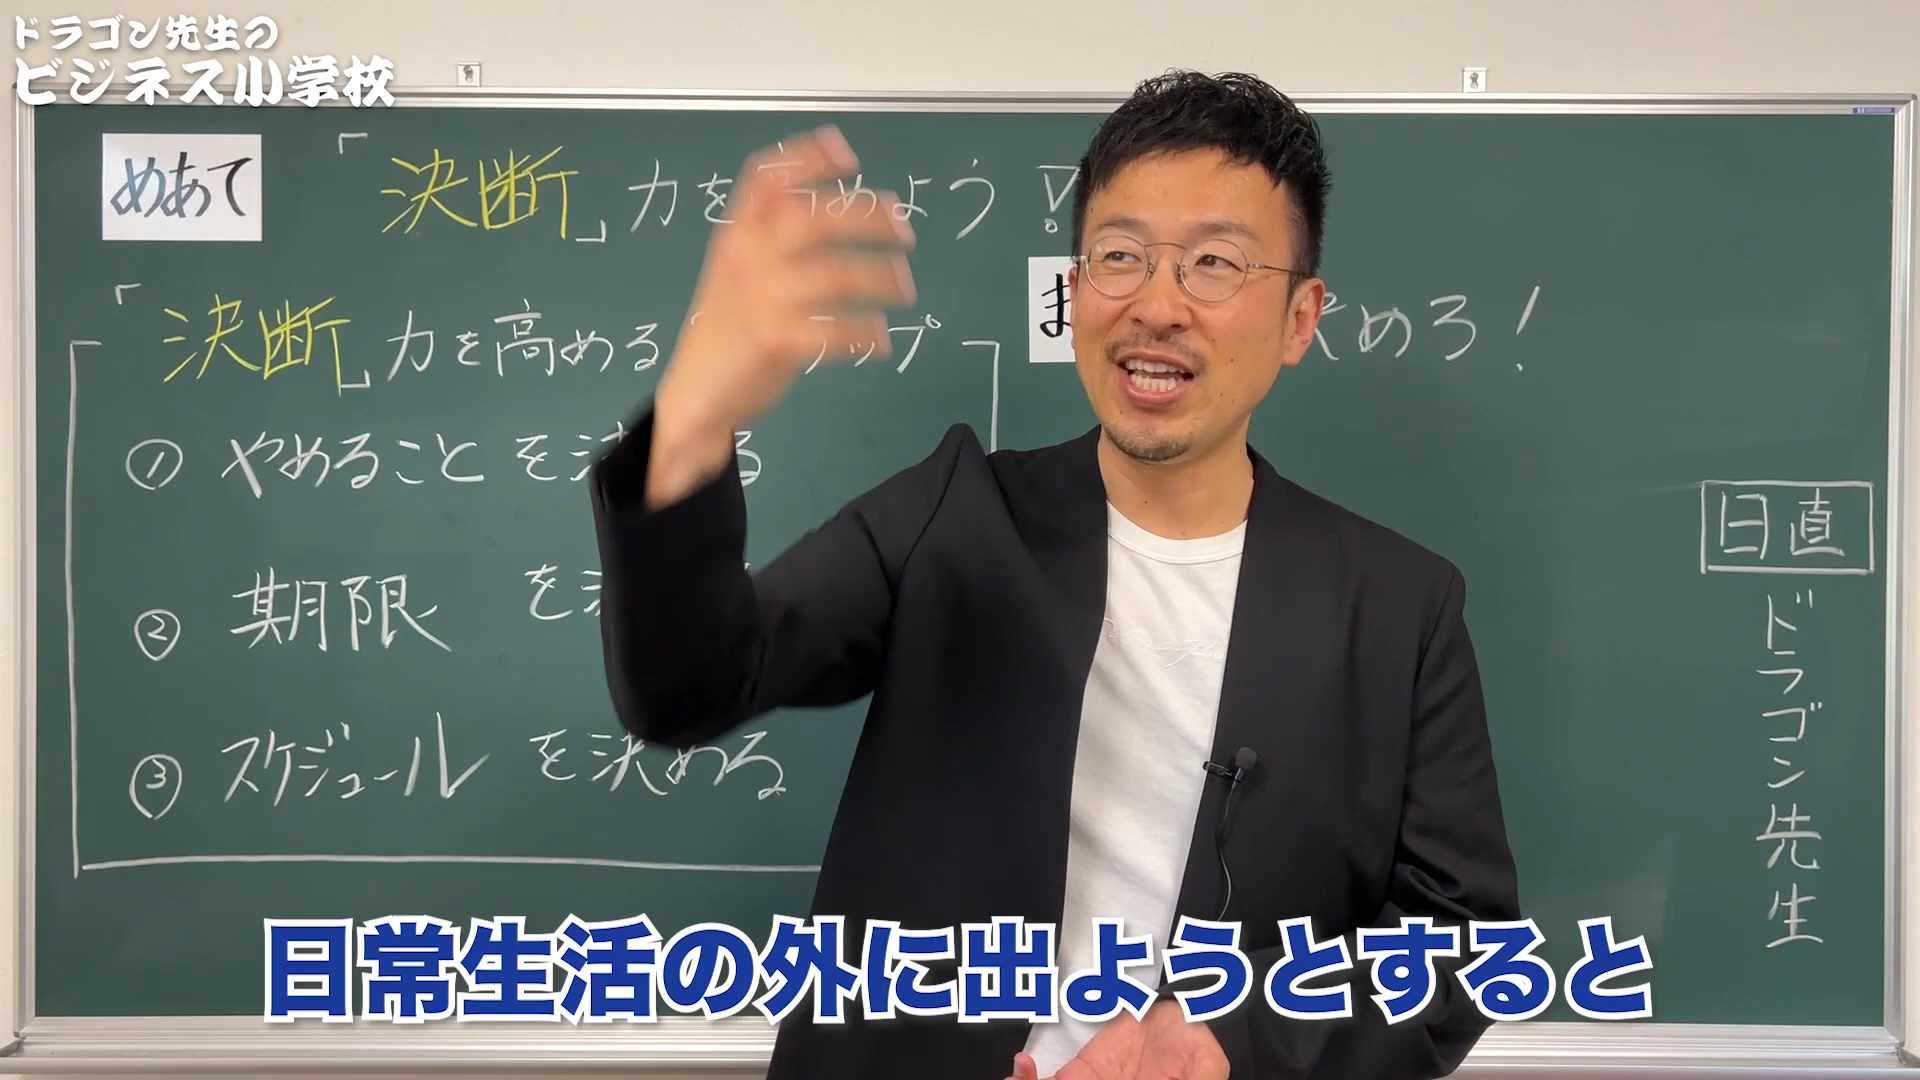 ドラゴン先生の
ビジネス小学校
めあて
「決断」力を高めよう!
「決断」力を高める ップ
① やめることを
② 期限 を
③ スケジュールを決める
ま
めろ!
日直
ドラゴン先生
日常生活の外に出ようとすると